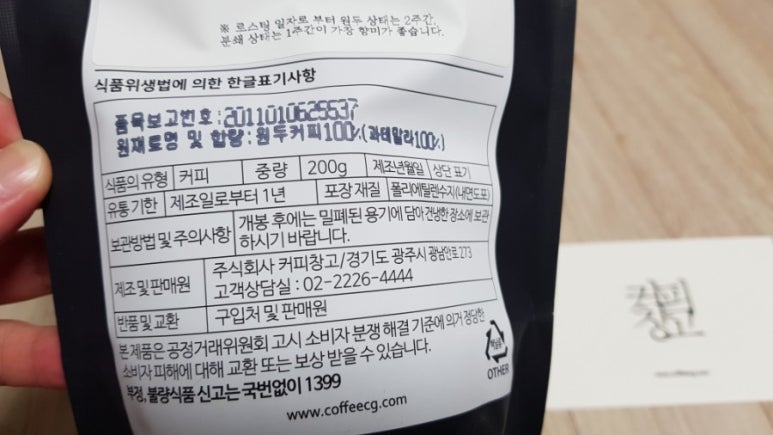 ※ 로스팅 일자로 부터 원두 상태는 2주간,
분쇄 상태는 1주간이 가장 향미가 좋습니다.
식품위생법에 의한 한글표기사항
품목보고번호 : 2011010625537
원재료명 및 함량 : 원두커피100%(과테말라100%)
식품의 유형 커피 중량 200g 제조년월일 상단 표기
유통 기한 제조일로부터 1년 포장 재질 폴리에틸렌수지(내면도포)
보관방법 및 주의사항 개봉 후에는 밀폐된 용기에 담아 건냉한 장소에 보관
하시기 바랍니다.
제조 및 판매원 주식회사 커피창고/경기도 광주시 광남안로 273
고객상담실 : 02-2226-4444
반품 및 교환 구입처 및 판매원
본 제품은 공정거래위원회 고시 소비자 분쟁 해결 기준에 의거 정당한
소비자 피해에 대해 교환 또는 보상 받을 수 있습니다.
부정, 불량식품 신고는 국번없이 1399
OTHER
www.coffeecg.com
커피
창고
www.coffeecg.com